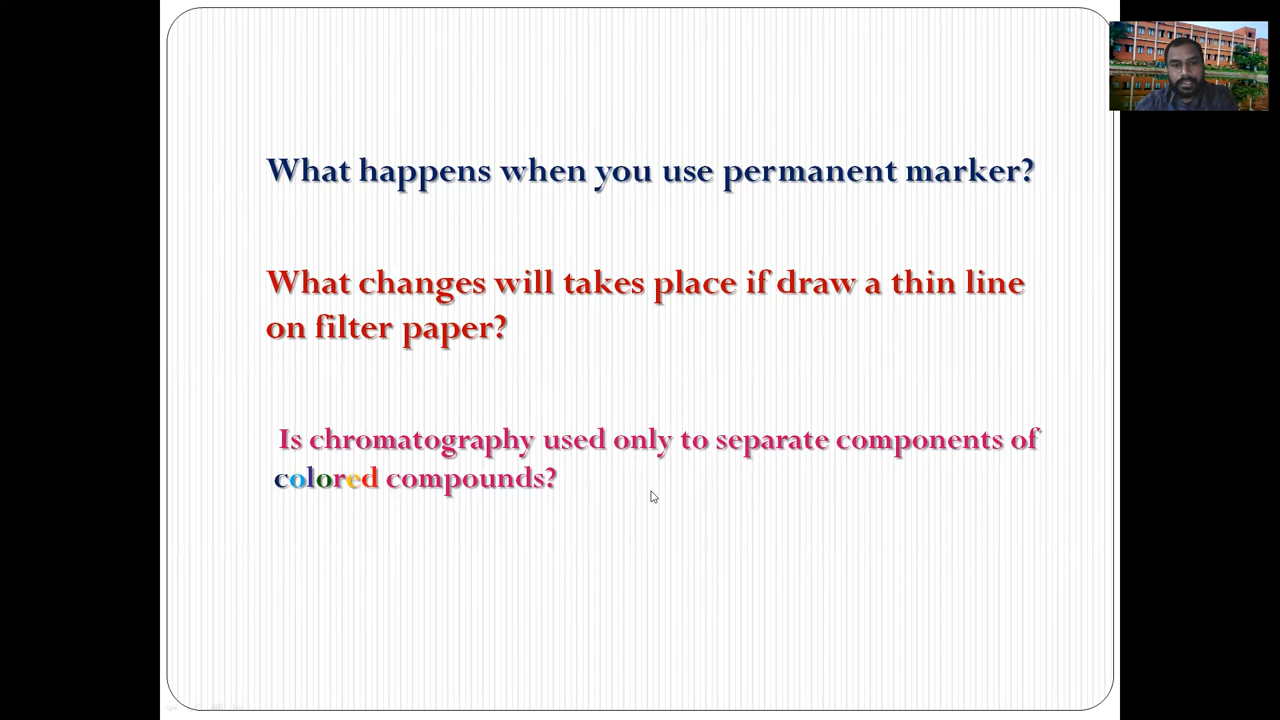 What happens when you use permanent marker?
What changes will takes place if draw a thin line
on filter paper?
Is chromatography used only to separate components of
colored compounds?